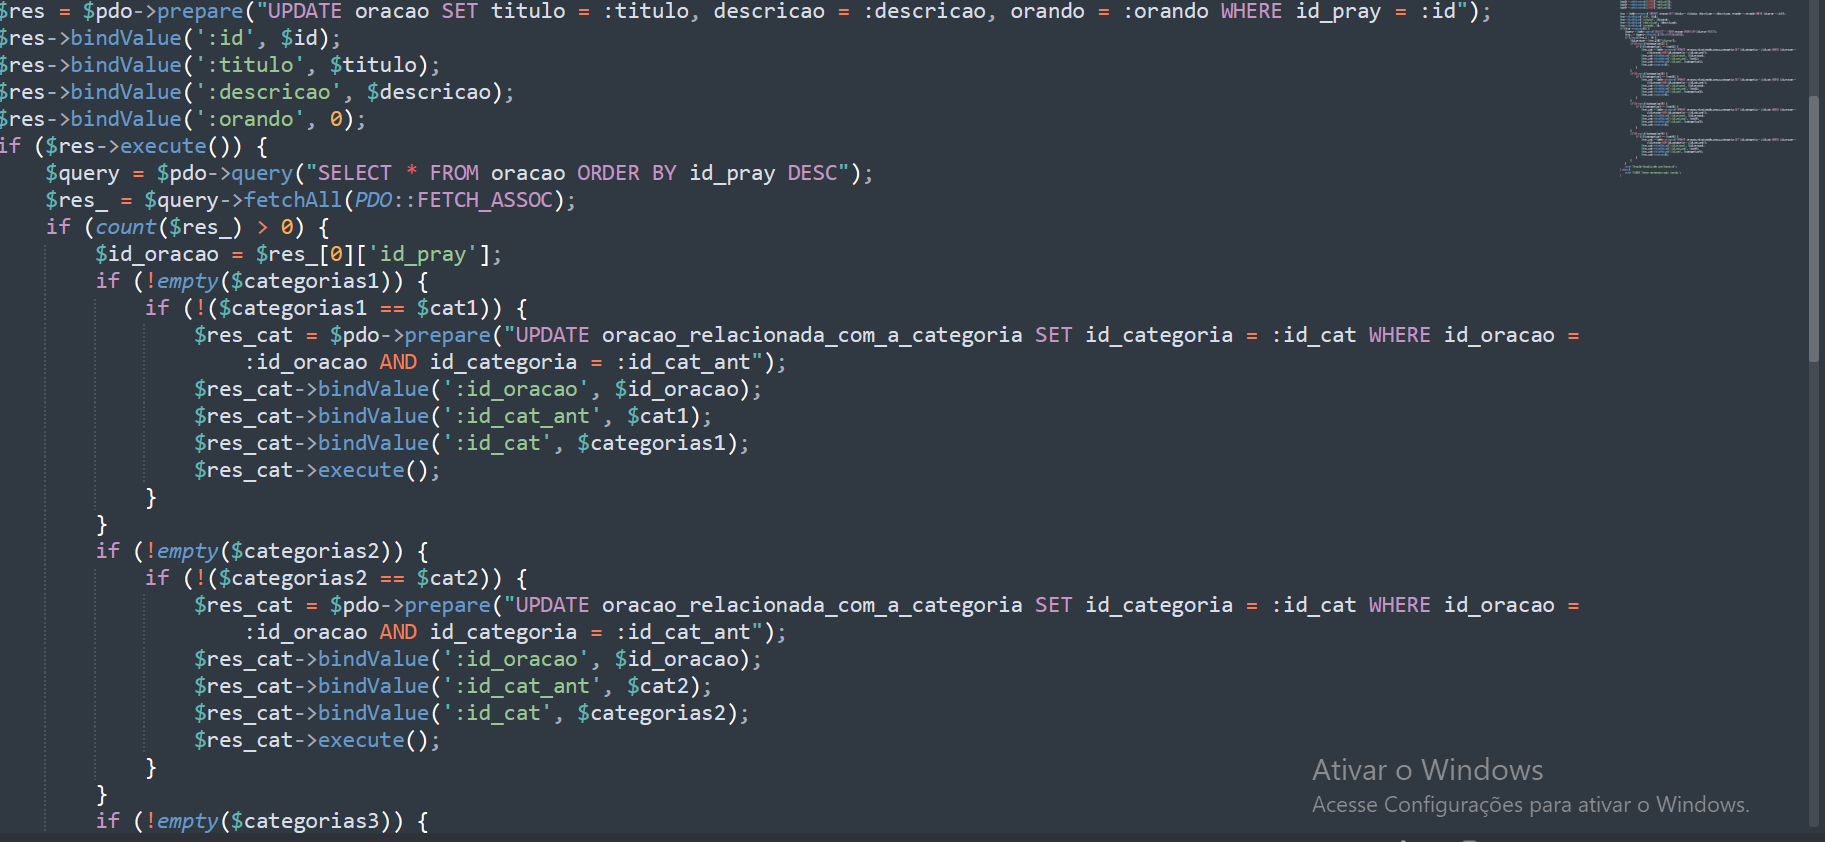 $res = $pdo->prepare("UPDATE oracao SET titulo = :titulo, descricao = :descricao, orando = :orando WHERE id_pray = :id");
$res->bindValue(':id', $id);
$res->bindValue(':titulo', $titulo);
$res->bindValue(':descricao', $descricao);
$res->bindValue(':orando', 0);
if ($res->execute()) {
    $query = $pdo->query("SELECT * FROM oracao ORDER BY id_pray DESC");
    $res_ = $query->fetchAll(PDO::FETCH_ASSOC);
    if (count($res_) > 0) {
        $id_oracao = $res_[0]['id_pray'];
        if (!empty($categorias1)) {
            if (!($categorias1 == $cat1)) {
                $res_cat = $pdo->prepare("UPDATE oracao_relacionada_com_a_categoria SET id_categoria = :id_cat WHERE id_oracao =
                    :id_oracao AND id_categoria = :id_cat_ant");
                $res_cat->bindValue(':id_oracao', $id_oracao);
                $res_cat->bindValue(':id_cat_ant', $cat1);
                $res_cat->bindValue(':id_cat', $categorias1);
                $res_cat->execute();
            }
        }
        if (!empty($categorias2)) {
            if (!($categorias2 == $cat2)) {
                $res_cat = $pdo->prepare("UPDATE oracao_relacionada_com_a_categoria SET id_categoria = :id_cat WHERE id_oracao =
                    :id_oracao AND id_categoria = :id_cat_ant");
                $res_cat->bindValue(':id_oracao', $id_oracao);
                $res_cat->bindValue(':id_cat_ant', $cat2);
                $res_cat->bindValue(':id_cat', $categorias2);
                $res_cat->execute();
            }
        }
        if (!empty($categorias3)) {
Ativar o Windows
Acesse Configurações para ativar o Windows.